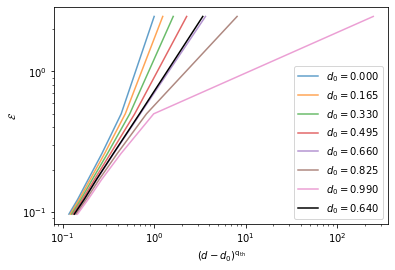 10⁰
10⁻¹
ℰ
10⁻¹
10⁰
10¹
10²
(d − d₀)^qth
d₀ = 0.000
d₀ = 0.165
d₀ = 0.330
d₀ = 0.495
d₀ = 0.660
d₀ = 0.825
d₀ = 0.990
d₀ = 0.640